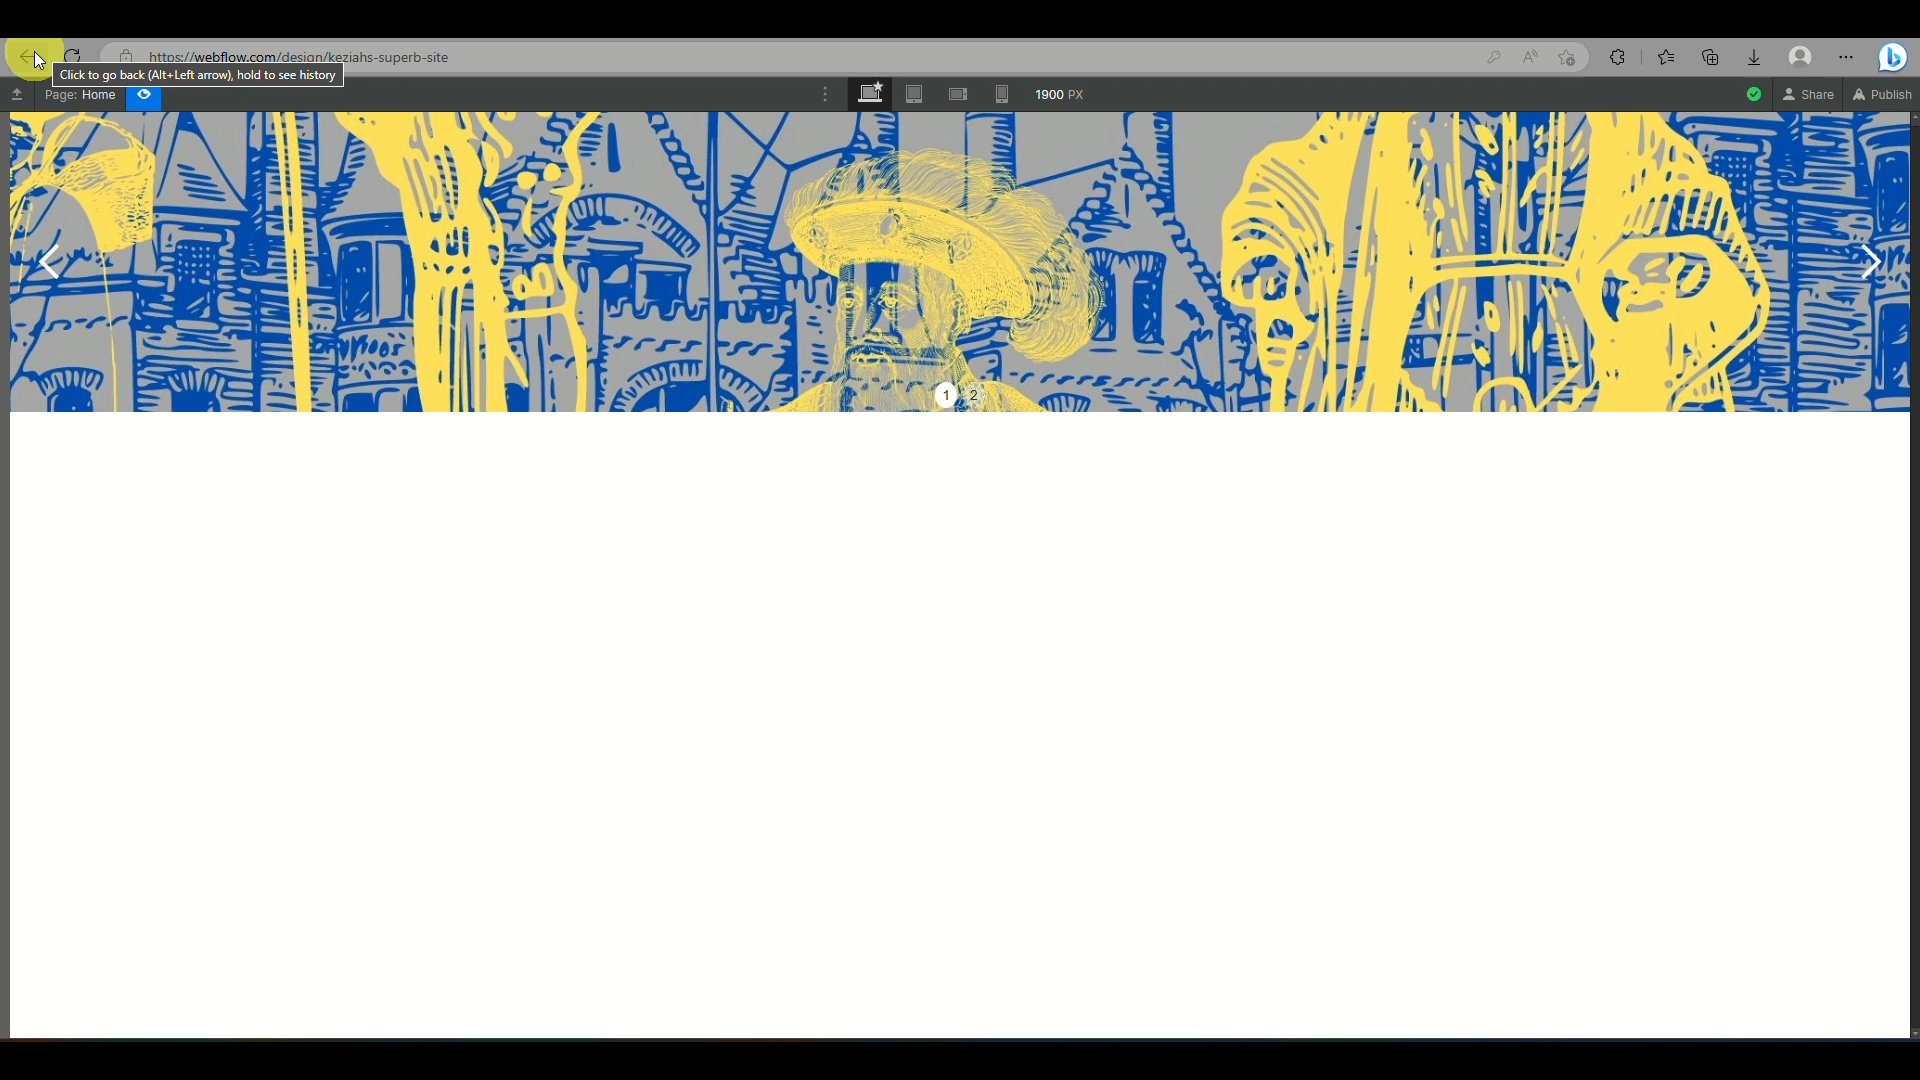 https://webflow.com/design/keziahs-superb-site
Click to go back (Alt+Left arrow), hold to see history
Page: Home
1900 PX
Share
Publish
1 2